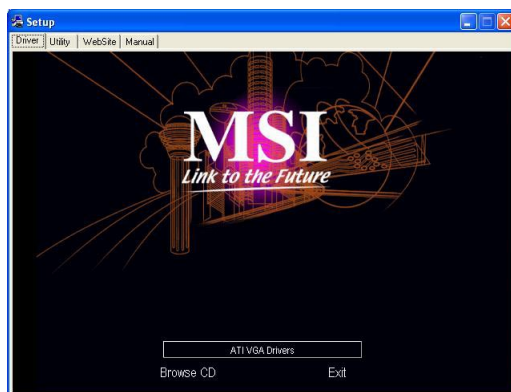 Setup
Driver Utility WebSite Manual
MSI
Link to the Future
ATI VGA Drivers
Browse CD Exit